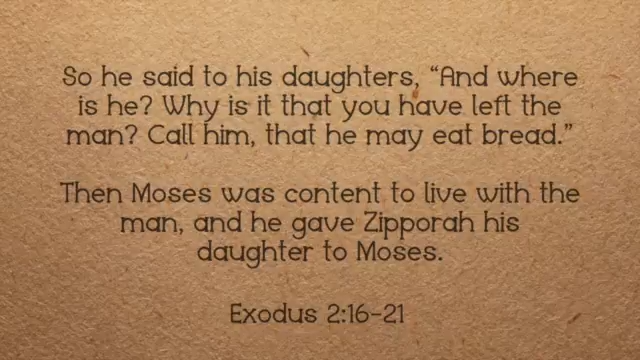 So he said to his daughters, “And where
is he? Why is it that you have left the
man? Call him, that he may eat bread.”
Then Moses was content to live with the
man, and he gave Zipporah his
daughter to Moses.
Exodus 2:16-21